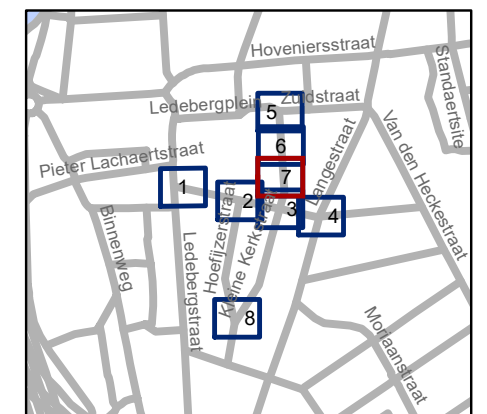 Hoveniersstraat
Standaertsite
Ledebergplein
Zuidstraat
5
6
Langestraat
Van den Heckestraat
Pieter Lachaertstraat
7
1
2
3
4
Hoefijzerstraat
Kleine Kerkstraat
Binnenweg
Ledebergstraat
8
Moriaanstraat